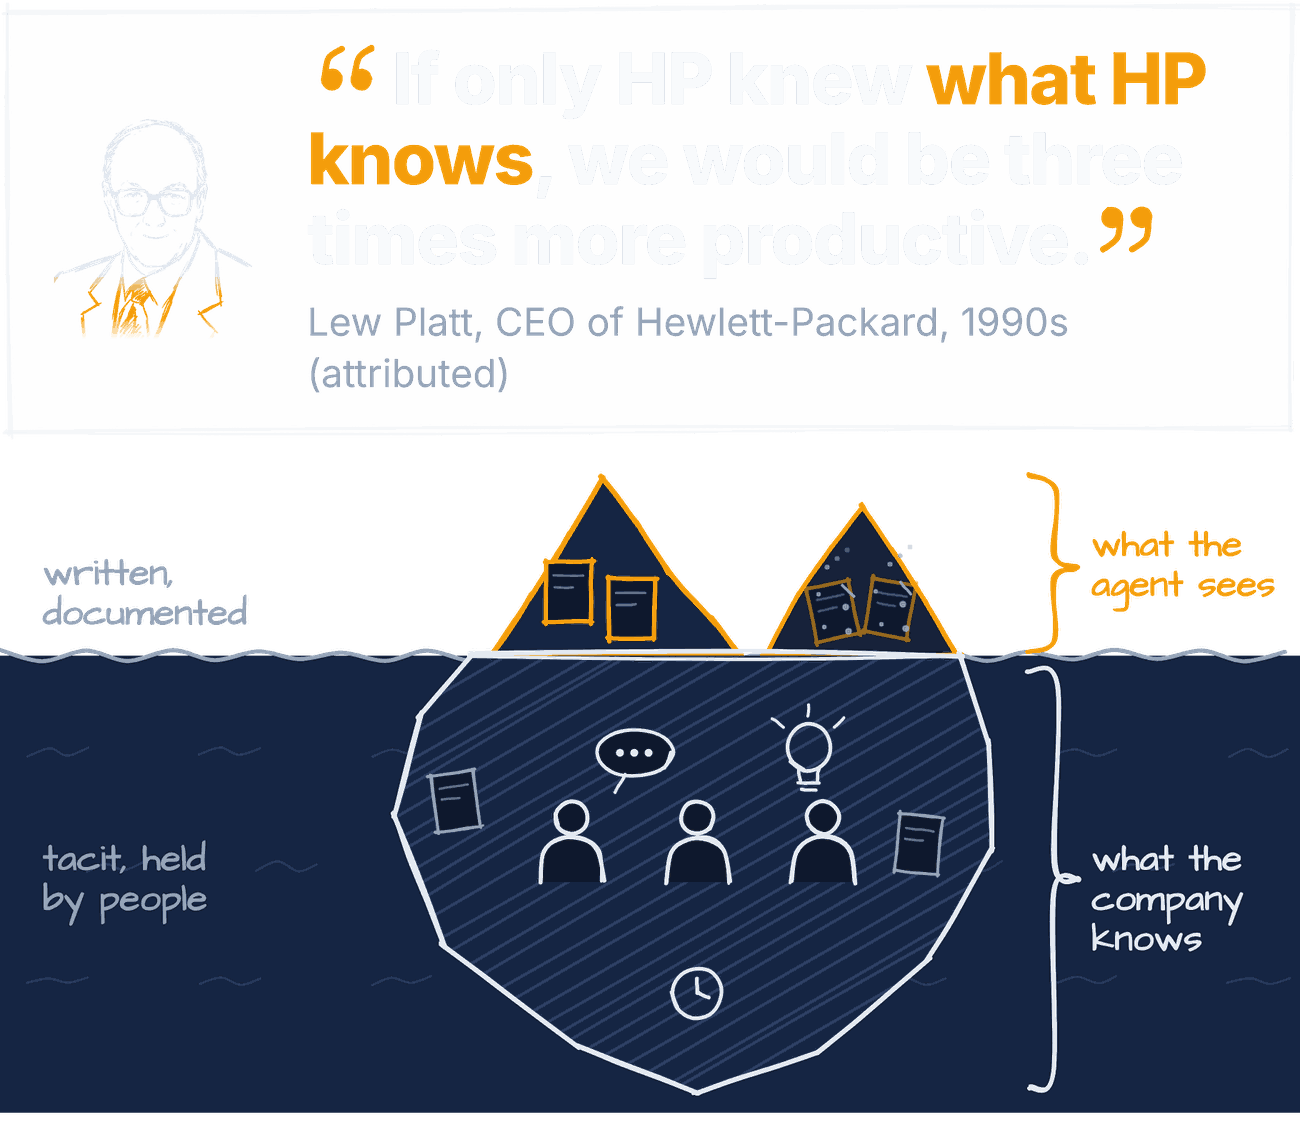 “If only HP knew what HP
knows, we would be three
times more productive.”
Lew Platt, CEO of Hewlett-Packard, 1990s
(attributed)
what the
agent sees
written,
documented
tacit, held
by people
what the
company
knows